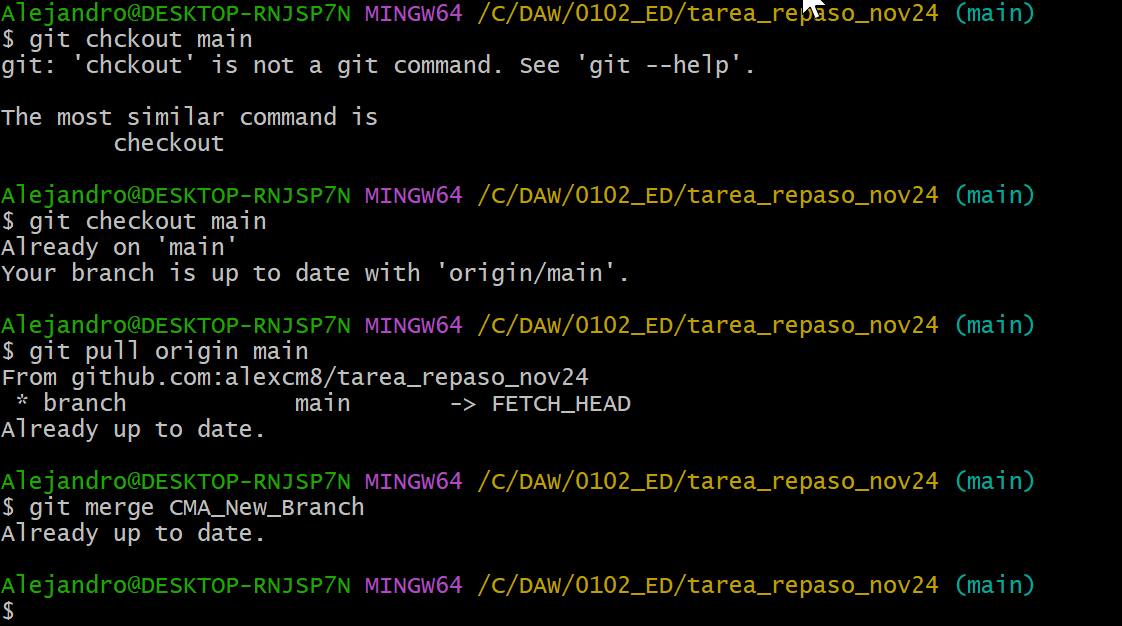 Alejandro@DESKTOP-RNJSP7N MINGW64 /C/DAW/0102_ED/tarea_repaso_nov24 (main)
$ git chckout main
git: 'chckout' is not a git command. See 'git --help'.
The most similar command is
checkout
Alejandro@DESKTOP-RNJSP7N MINGW64 /C/DAW/0102_ED/tarea_repaso_nov24 (main)
$ git checkout main
Already on 'main'
Your branch is up to date with 'origin/main'.
Alejandro@DESKTOP-RNJSP7N MINGW64 /C/DAW/0102_ED/tarea_repaso_nov24 (main)
$ git pull origin main
From github.com:alexcm8/tarea_repaso_nov24
* branch            main       -> FETCH_HEAD
Already up to date.
Alejandro@DESKTOP-RNJSP7N MINGW64 /C/DAW/0102_ED/tarea_repaso_nov24 (main)
$ git merge CMA_New_Branch
Already up to date.
Alejandro@DESKTOP-RNJSP7N MINGW64 /C/DAW/0102_ED/tarea_repaso_nov24 (main)
$